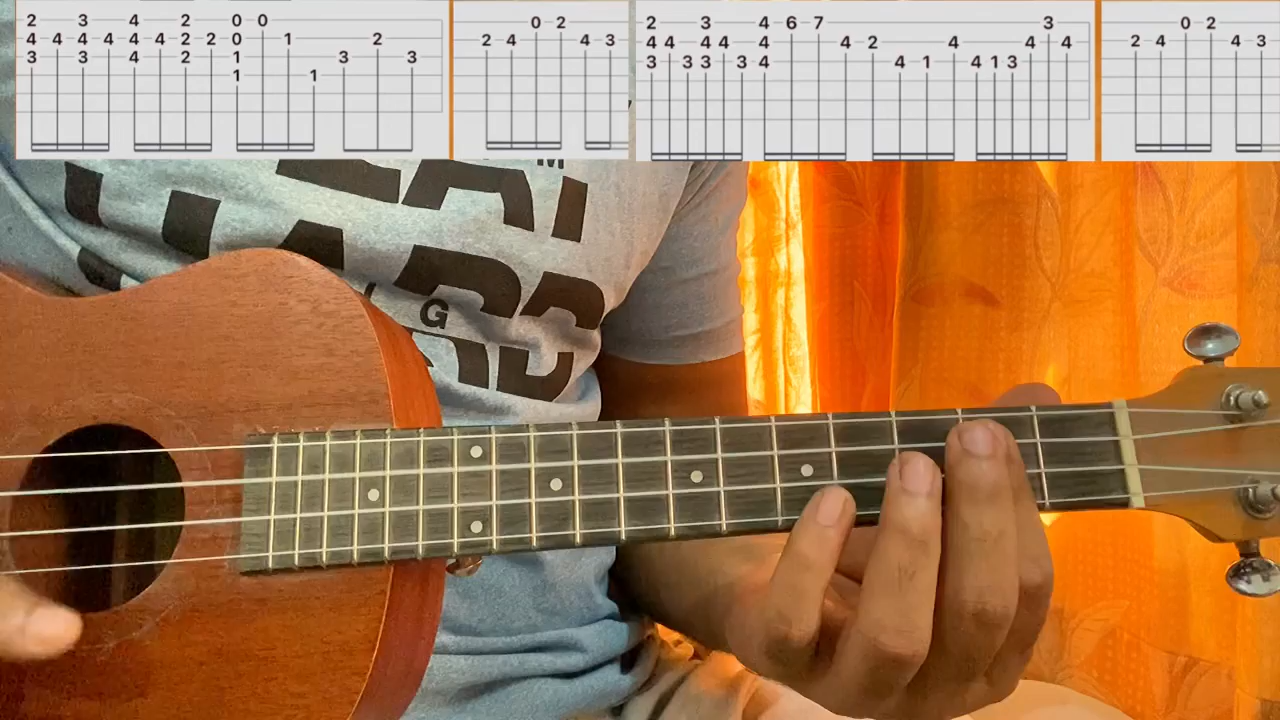 2 3 4 2 0 0
4 4 4 4 4 4 2 2 0 1 2
3 3 4 2 1 3 3
1 1
0 2
2 4 4 3
2 3 4 6 7 3
4 4 4 4 4 4 2 4 4 4
3 3 3 3 4 4 1 4 1 3
0 2
2 4 4 3
M
HARD
G